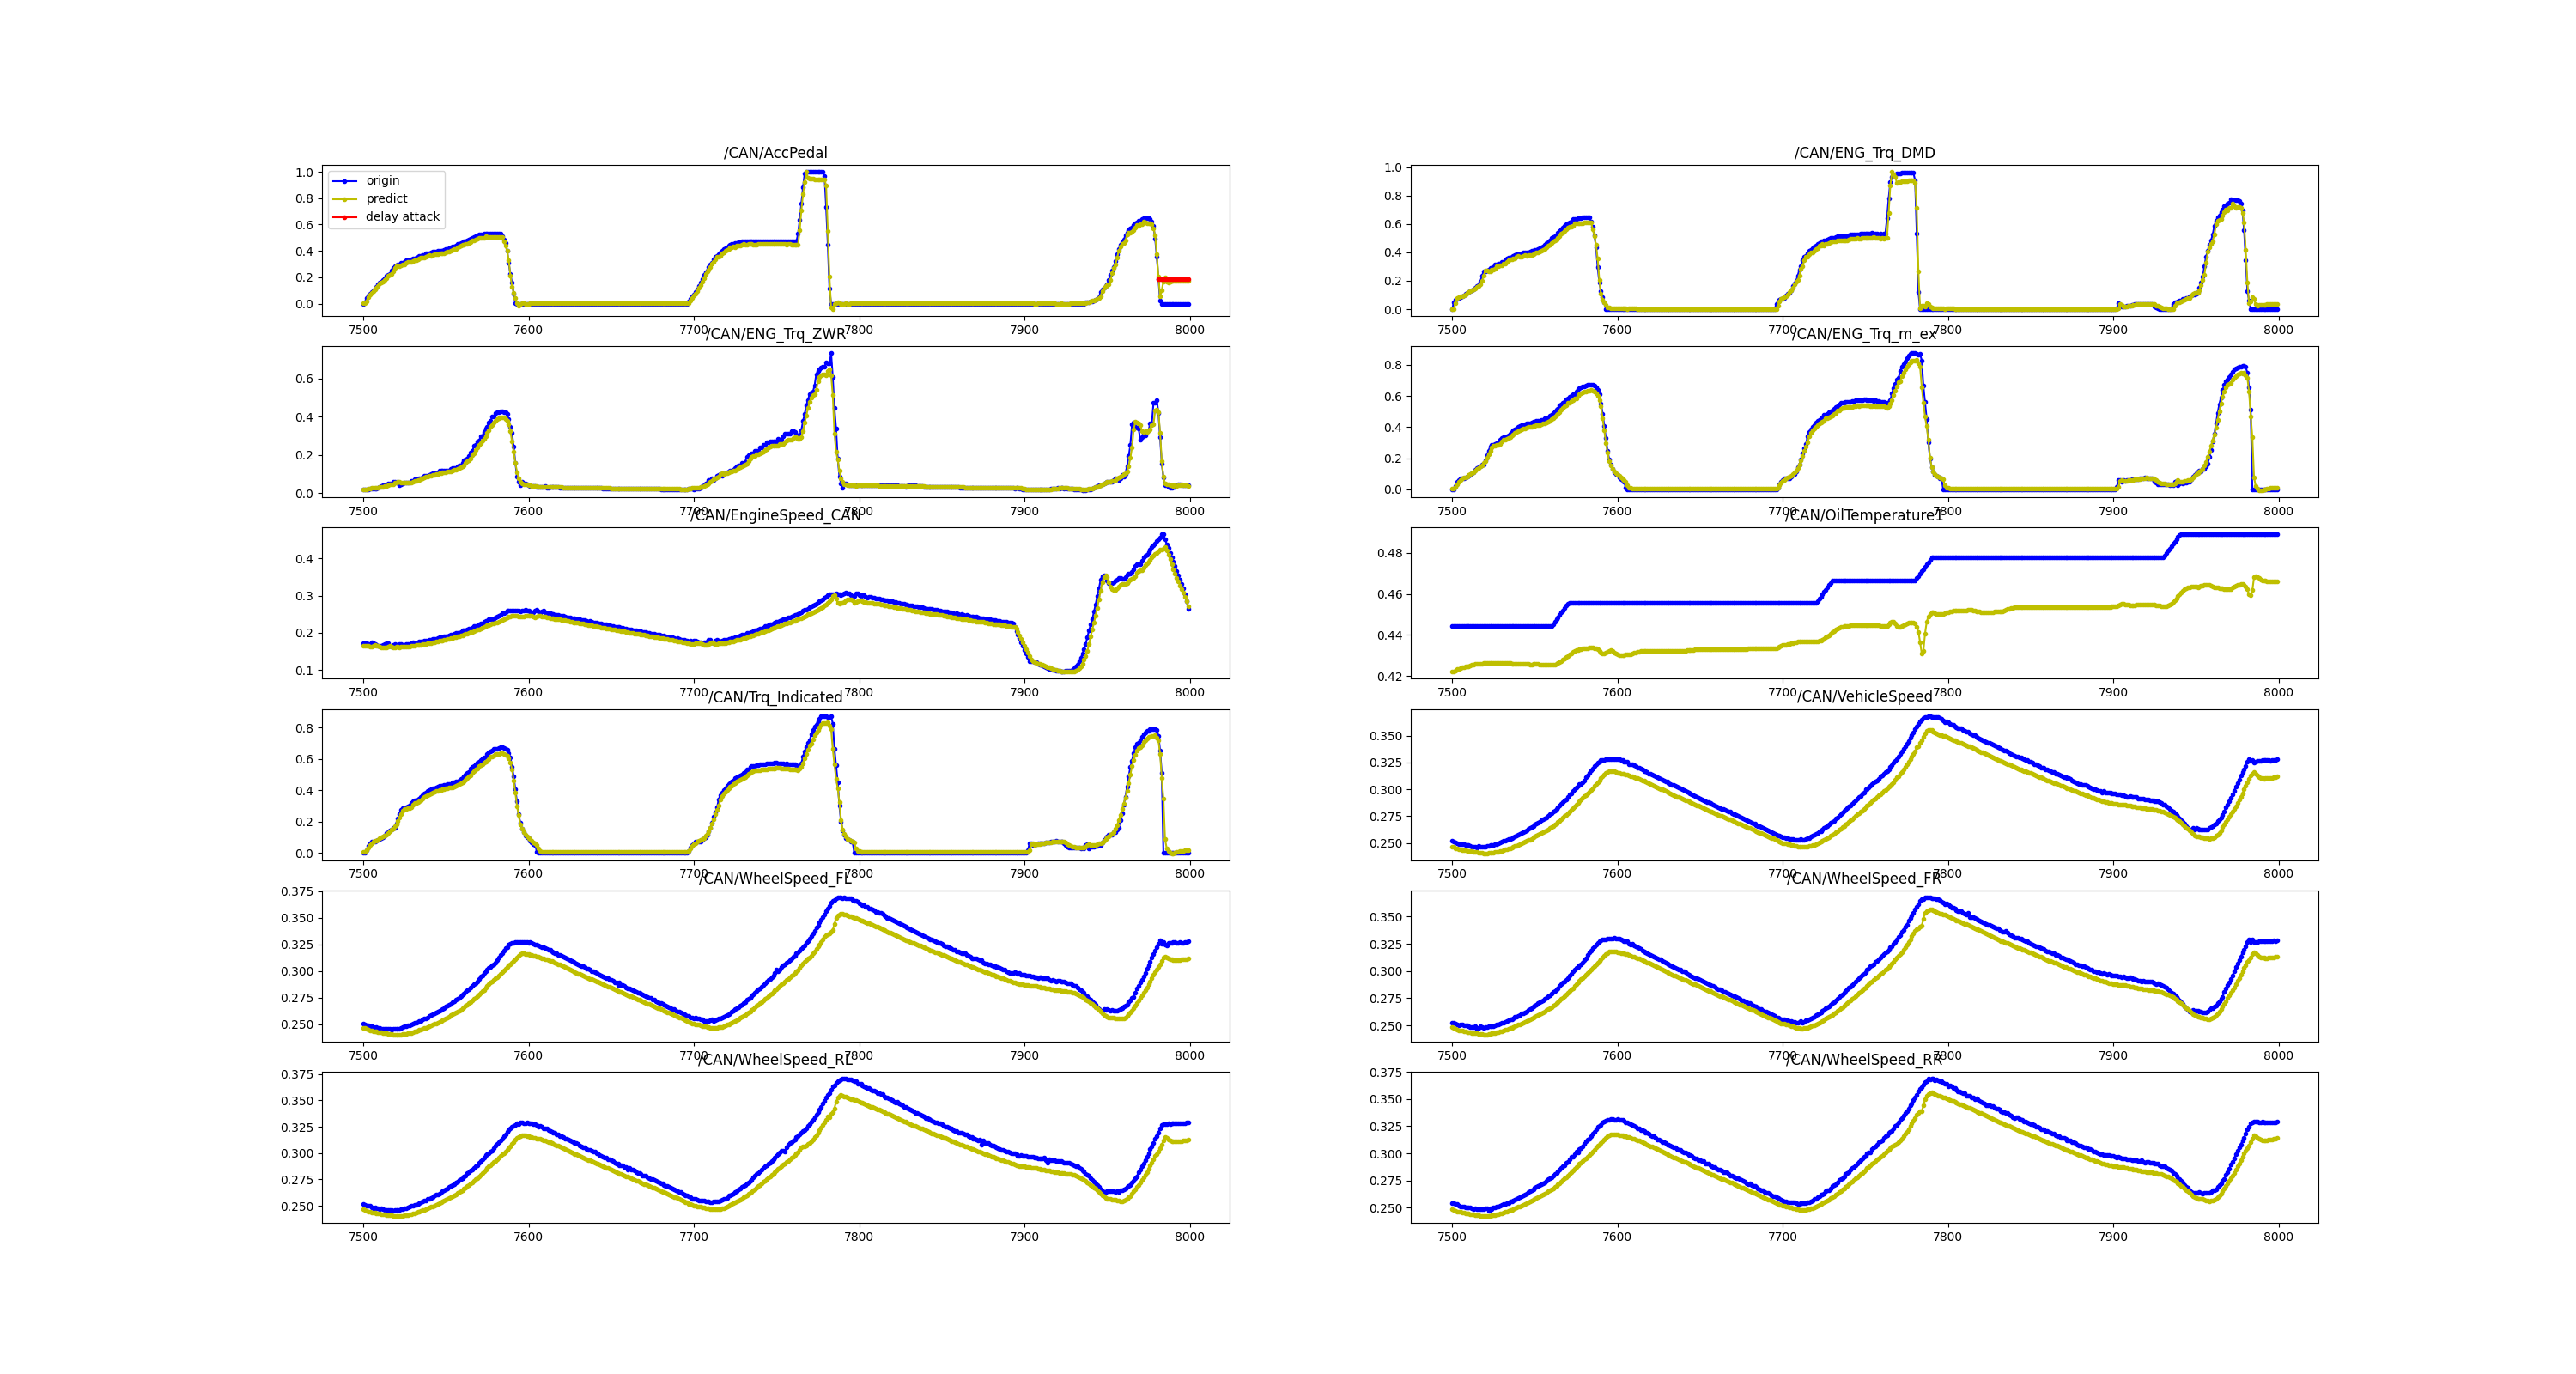 /CAN/AccPedal
origin
predict
delay attack
1.0
0.8
0.6
0.4
0.2
0.0
7500 7600 7700 7800 7900 8000
/CAN/ENG_Trq_DMD
1.0
0.8
0.6
0.4
0.2
0.0
7500 7600 7700 7800 7900 8000
/CAN/ENG_Trq_ZWR
0.6
0.4
0.2
0.0
7500 7600 7700 7800 7900 8000
/CAN/ENG_Trq_m_ex
0.8
0.6
0.4
0.2
0.0
7500 7600 7700 7800 7900 8000
/CAN/EngineSpeed_CAN
0.4
0.3
0.2
0.1
7500 7600 7700 7800 7900 8000
/CAN/OilTemperature1
0.48
0.46
0.44
0.42
7500 7600 7700 7800 7900 8000
/CAN/Trq_Indicated
0.8
0.6
0.4
0.2
0.0
7500 7600 7700 7800 7900 8000
/CAN/VehicleSpeed
0.350
0.325
0.300
0.275
0.250
7500 7600 7700 7800 7900 8000
/CAN/WheelSpeed_FL
0.375
0.350
0.325
0.300
0.275
0.250
7500 7600 7700 7800 7900 8000
/CAN/WheelSpeed_FR
0.350
0.325
0.300
0.275
0.250
7500 7600 7700 7800 7900 8000
/CAN/WheelSpeed_RL
0.375
0.350
0.325
0.300
0.275
0.250
7500 7600 7700 7800 7900 8000
/CAN/WheelSpeed_RR
0.375
0.350
0.325
0.300
0.275
0.250
7500 7600 7700 7800 7900 8000